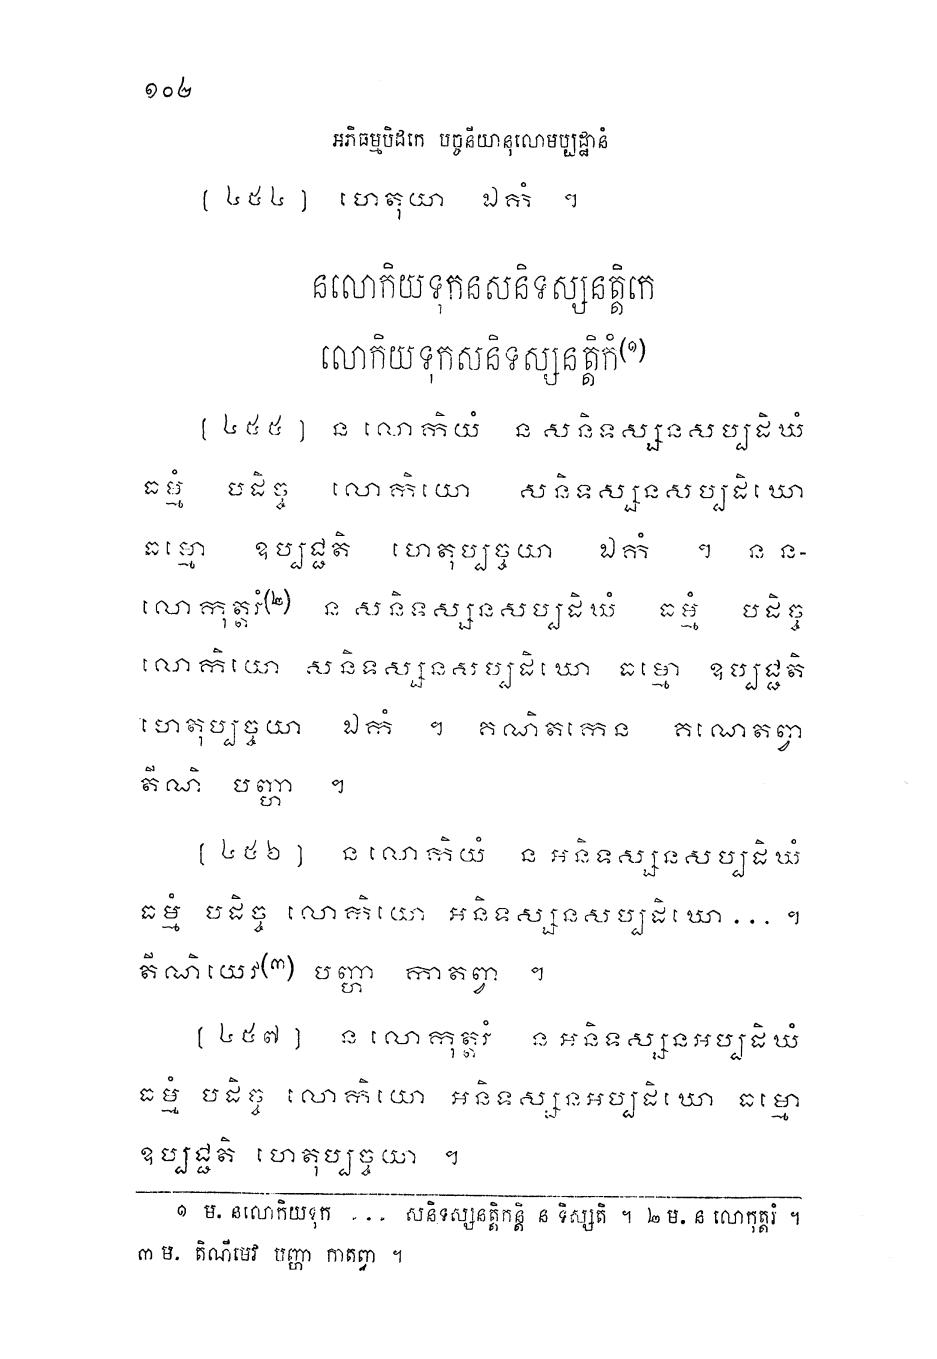 ១០២
អភិធម្មបិដកេ បច្ចនីយានុលោមប្បដ្ឋានំ
[ ៤៥៤ ] ហេតុយា ឯកំ ។
នលោកិយទុកនសនិទស្សនត្តិកេ
លោកិយទុកសនិទស្សនត្តិកំ(១)
[ ៤៥៥ ] ន លោកិយំ ន សនិទស្សនសប្បដិឃំ
ធម្មំ បដិច្ច លោកិយោ សនិទស្សនសប្បដិឃោ
ធម្មោ ឧប្បជ្ជតិ ហេតុប្បច្ចយា ឯកំ ។ ន ន-
លោកុត្តរំ(២) ន សនិទស្សនសប្បដិឃំ ធម្មំ បដិច្ច
លោកិយោ សនិទស្សនសប្បដិឃោ ធម្មោ ឧប្បជ្ជតិ
ហេតុប្បច្ចយា ឯកំ ។ គណិតកេន គណេតព្វា
តីណិ បញ្ហា ។
[ ៤៥៦ ] ន លោកិយំ ន អនិទស្សនសប្បដិឃំ
ធម្មំ បដិច្ច លោកិយោ អនិទស្សនសប្បដិឃោ ... ។
តីណិយេវ(៣) បញ្ហា កាតព្វា ។
[ ៤៥៧ ] ន លោកុត្តរំ ន អនិទស្សនអប្បដិឃំ
ធម្មំ បដិច្ច លោកិយោ អនិទស្សនអប្បដិឃោ ធម្មោ
ឧប្បជ្ជតិ ហេតុប្បច្ចយា ។
១ ម. នលោកិយទុក ... សនិទស្សនត្តិកន្តិ ន ទិស្សតិ ។ ២ ម. ន លោកុត្តរំ ។
៣ ម. តិណីមេវ បញ្ហា កាតព្វា ។